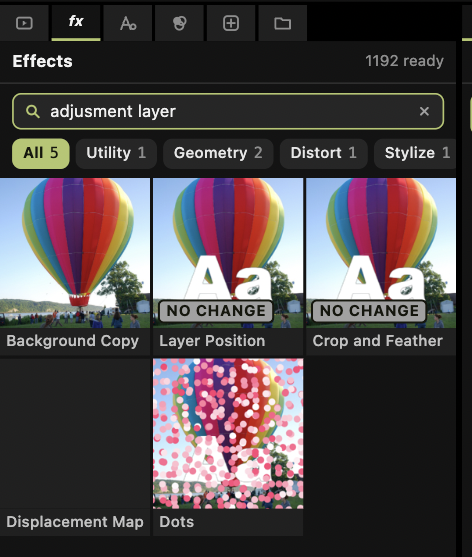 fx
Effects
1192 ready
adjusment layer
All 5
Utility 1
Geometry 2
Distort 1
Stylize 1
Aa
NO CHANGE
Aa
NO CHANGE
Background Copy
Layer Position
Crop and Feather
Displacement Map
Dots